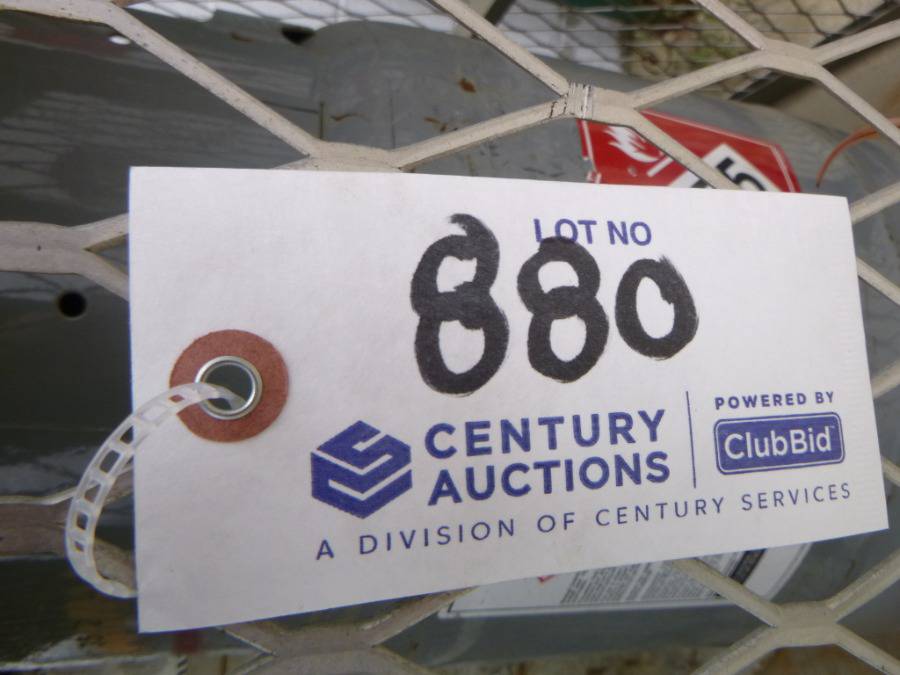 LOT NO
880
CENTURY
AUCTIONS
POWERED BY
ClubBid
A DIVISION OF CENTURY SERVICES